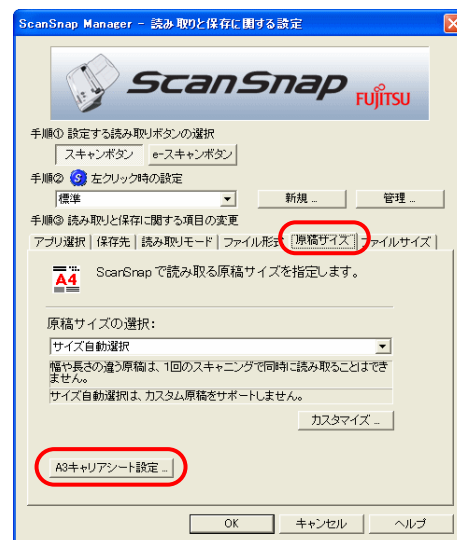 ScanSnap Manager - 読み取りと保存に関する設定
ScanSnap
FUJITSU
手順① 設定する読み取りボタンの選択
スキャンボタン e-スキャンボタン
手順② S 左クリック時の設定
標準 新規 ... 管理 ...
手順③ 読み取りと保存に関する項目の変更
アプリ選択 保存先 読み取りモード ファイル形式 原稿サイズ ファイルサイズ
A4 ScanSnap で読み取る原稿サイズを指定します。
原稿サイズの選択:
サイズ自動選択
幅や長さの違う原稿は、1回のスキャニングで同時に読み取ることはでき
ません。
サイズ自動選択は、カスタム原稿をサポートしません。
カスタマイズ ...
A3キャリアシート設定 ...
OK キャンセル ヘルプ